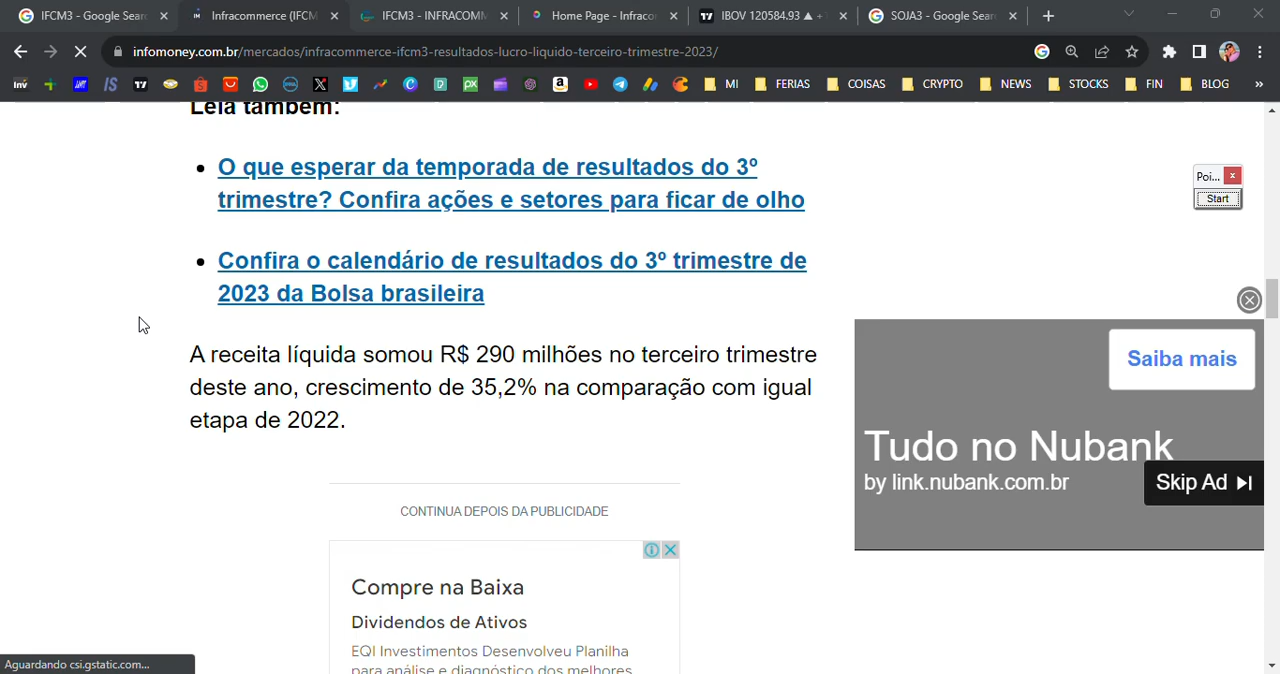 IFCM3 - Google Sear
Infracommerce (IFCM
IFCM3 - INFRACOMM
Home Page - Infraco
IBOV 120584.93 ▲ +
SOJA3 - Google Sear
infomoney.com.br/mercados/infracommerce-ifcm3-resultados-lucro-liquido-terceiro-trimestre-2023/
MI
FERIAS
COISAS
CRYPTO
NEWS
STOCKS
FIN
BLOG
»
Leia também:
O que esperar da temporada de resultados do 3º
trimestre? Confira ações e setores para ficar de olho
Confira o calendário de resultados do 3º trimestre de
2023 da Bolsa brasileira
A receita líquida somou R$ 290 milhões no terceiro trimestre
deste ano, crescimento de 35,2% na comparação com igual
etapa de 2022.
CONTINUA DEPOIS DA PUBLICIDADE
Compre na Baixa
Dividendos de Ativos
EQI Investimentos Desenvolveu Planilha
para análise e diagnóstico dos melhores
Poi...
Start
Saiba mais
Tudo no Nubank
by link.nubank.com.br
Skip Ad
Aguardando csi.gstatic.com...